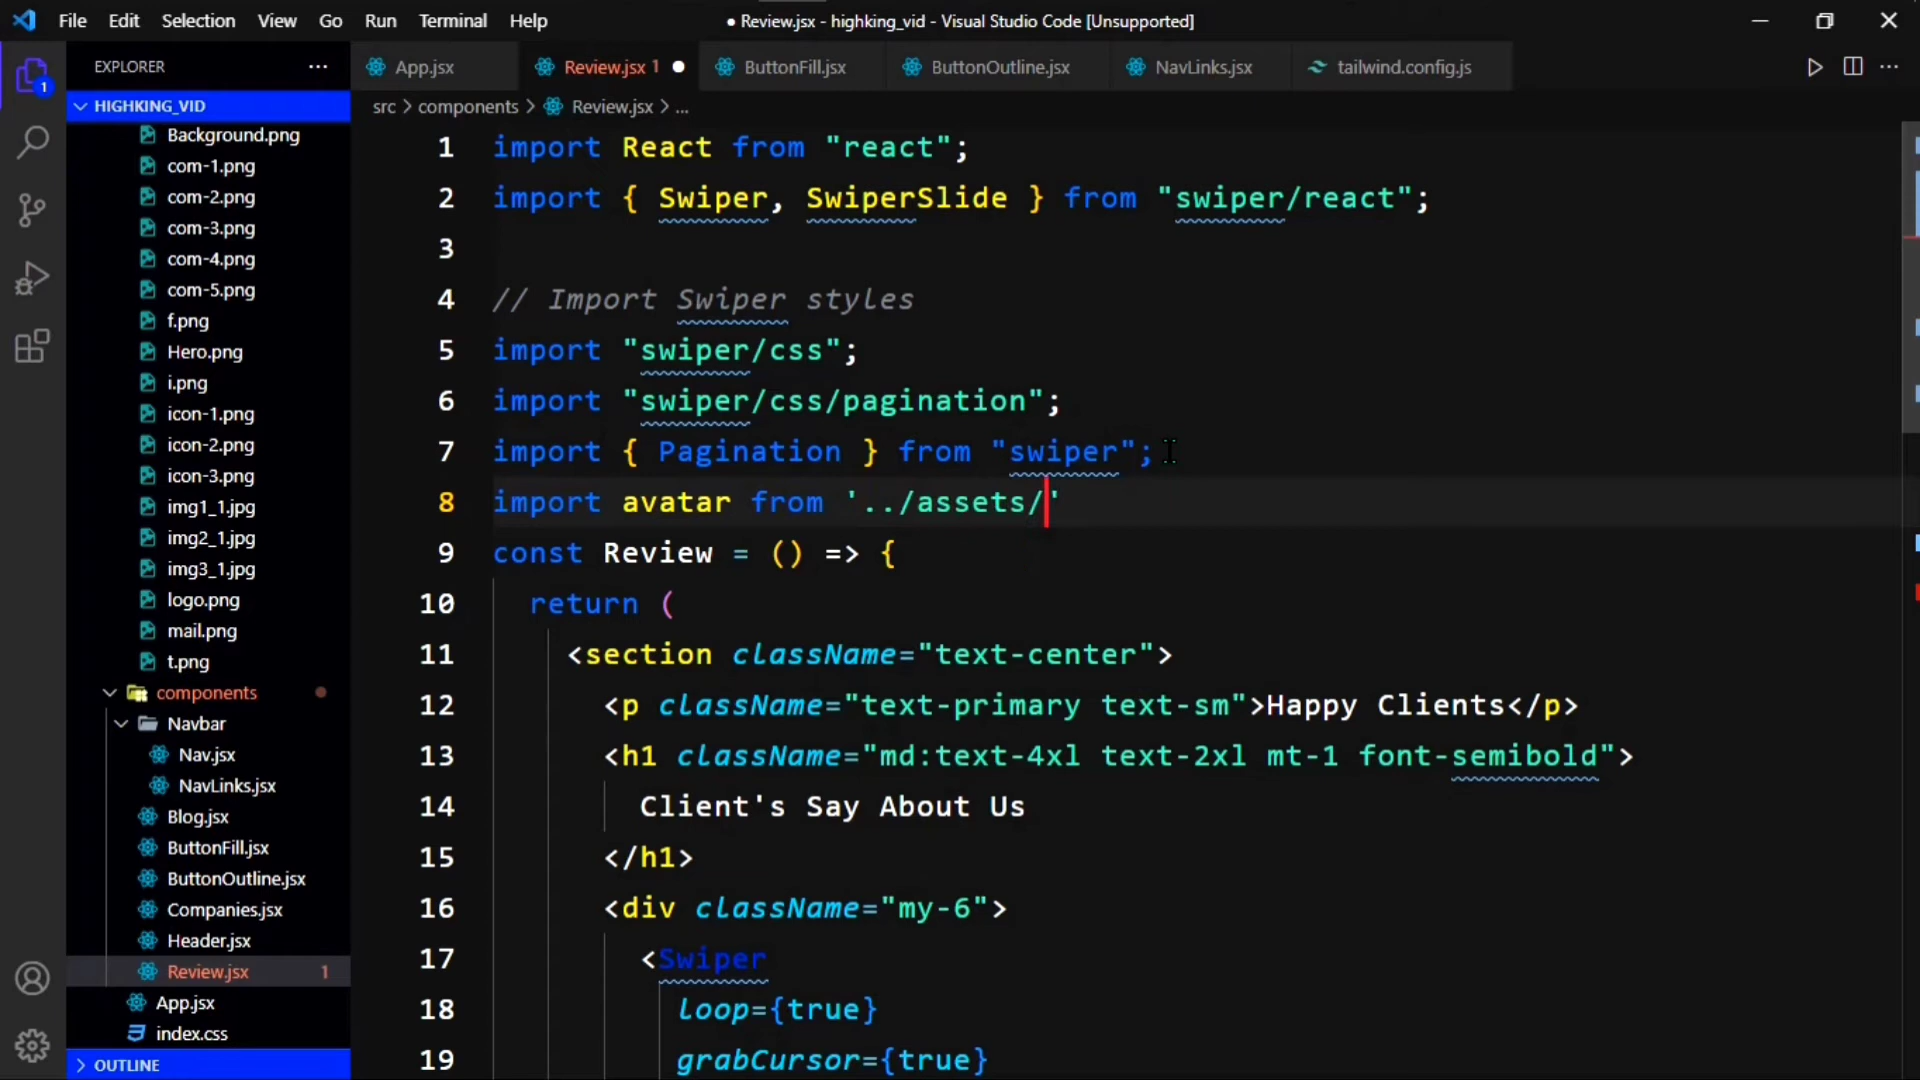 File Edit Selection View Go Run Terminal Help
● Review.jsx - highking_vid - Visual Studio Code [Unsupported]
EXPLORER
HIGHKING_VID
Background.png
com-1.png
com-2.png
com-3.png
com-4.png
com-5.png
f.png
Hero.png
i.png
icon-1.png
icon-2.png
icon-3.png
img1_1.jpg
img2_1.jpg
img3_1.jpg
logo.png
mail.png
t.png
components
Navbar
Nav.jsx
NavLinks.jsx
Blog.jsx
ButtonFill.jsx
ButtonOutline.jsx
Companies.jsx
Header.jsx
Review.jsx 1
App.jsx
index.css
OUTLINE
1
App.jsx Review.jsx 1 ButtonFill.jsx ButtonOutline.jsx NavLinks.jsx tailwind.config.js
src > components > Review.jsx > ...
1 import React from "react";
2 import { Swiper, SwiperSlide } from "swiper/react";
3
4 // Import Swiper styles
5 import "swiper/css";
6 import "swiper/css/pagination";
7 import { Pagination } from "swiper";
8 import avatar from '../assets/'
9 const Review = () => {
10 return (
11 <section className="text-center">
12 <p className="text-primary text-sm">Happy Clients</p>
13 <h1 className="md:text-4xl text-2xl mt-1 font-semibold">
14 Client's Say About Us
15 </h1>
16 <div className="my-6">
17 <Swiper
18 loop={true}
19 grabCursor={true}